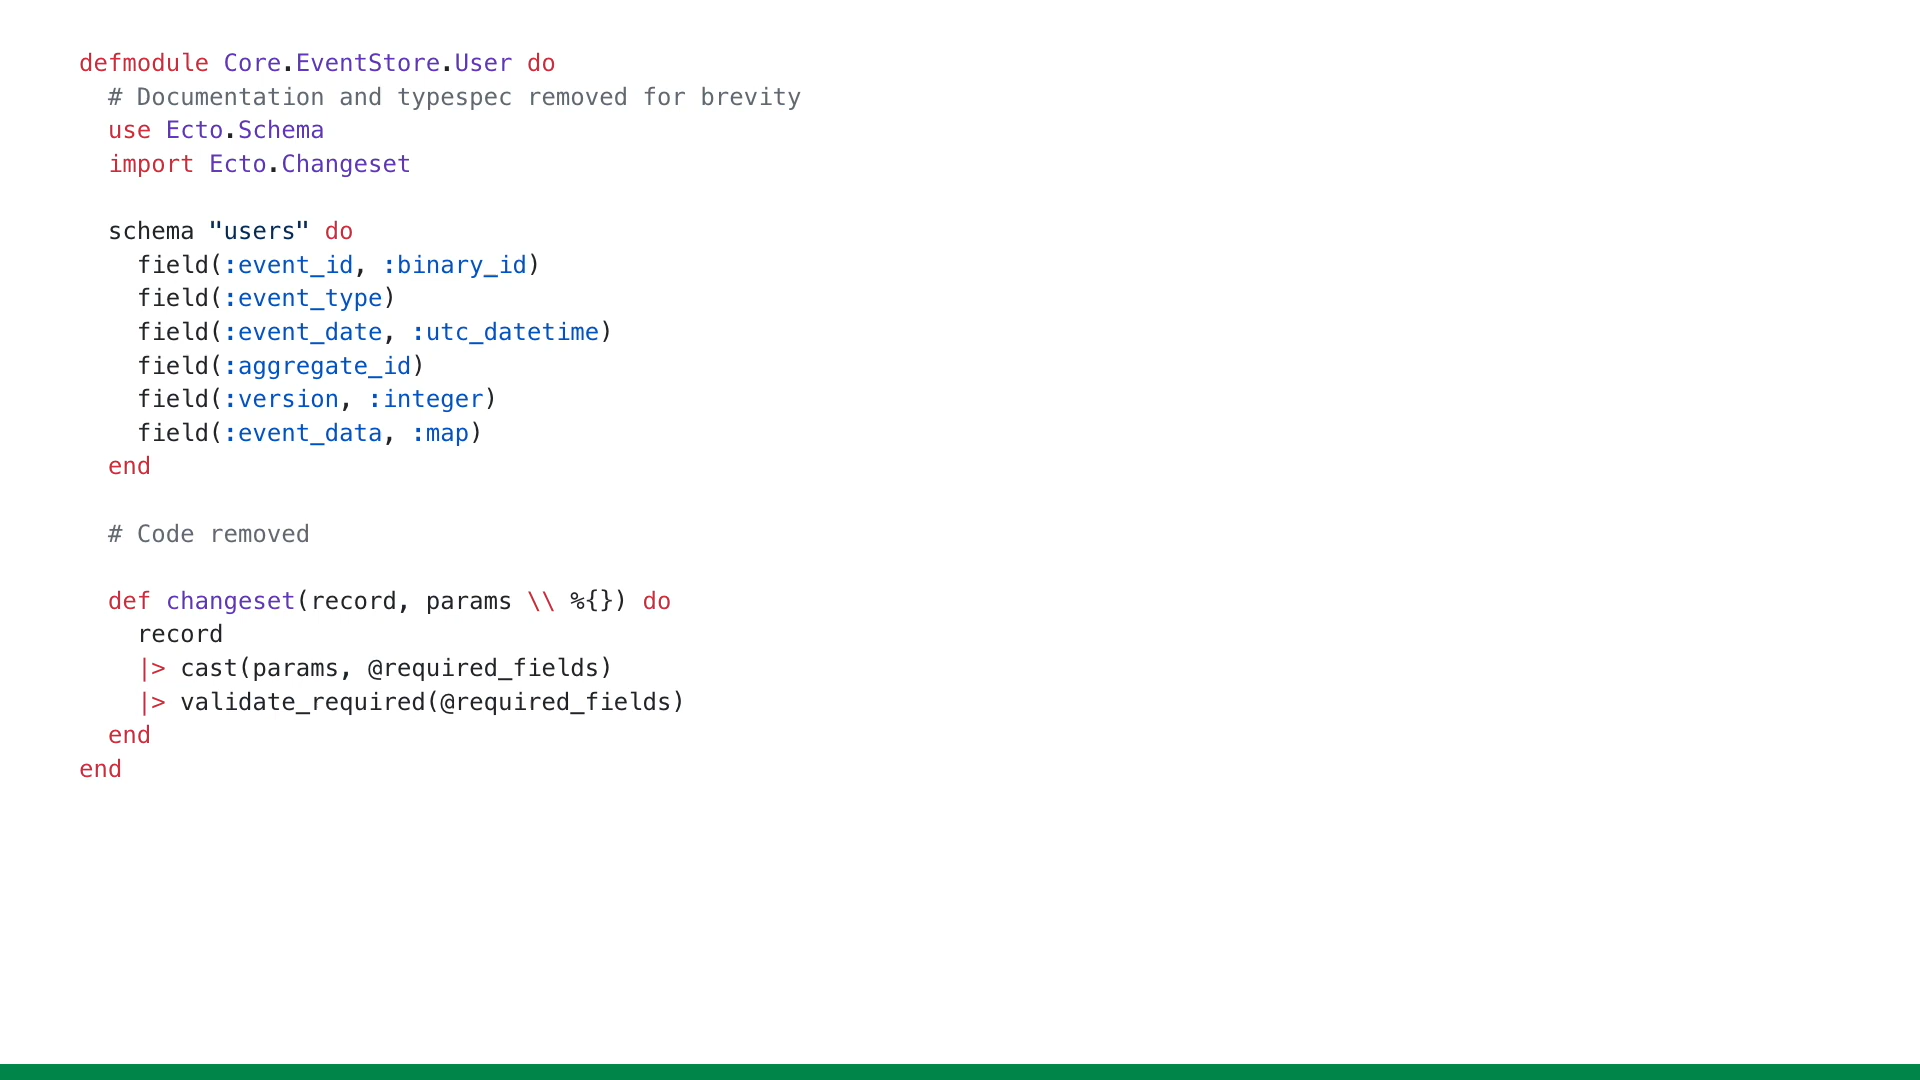 defmodule Core.EventStore.User do
  # Documentation and typespec removed for brevity
  use Ecto.Schema
  import Ecto.Changeset

  schema "users" do
    field(:event_id, :binary_id)
    field(:event_type)
    field(:event_date, :utc_datetime)
    field(:aggregate_id)
    field(:version, :integer)
    field(:event_data, :map)
  end

  # Code removed

  def changeset(record, params \\ %{}) do
    record
    |> cast(params, @required_fields)
    |> validate_required(@required_fields)
  end
end